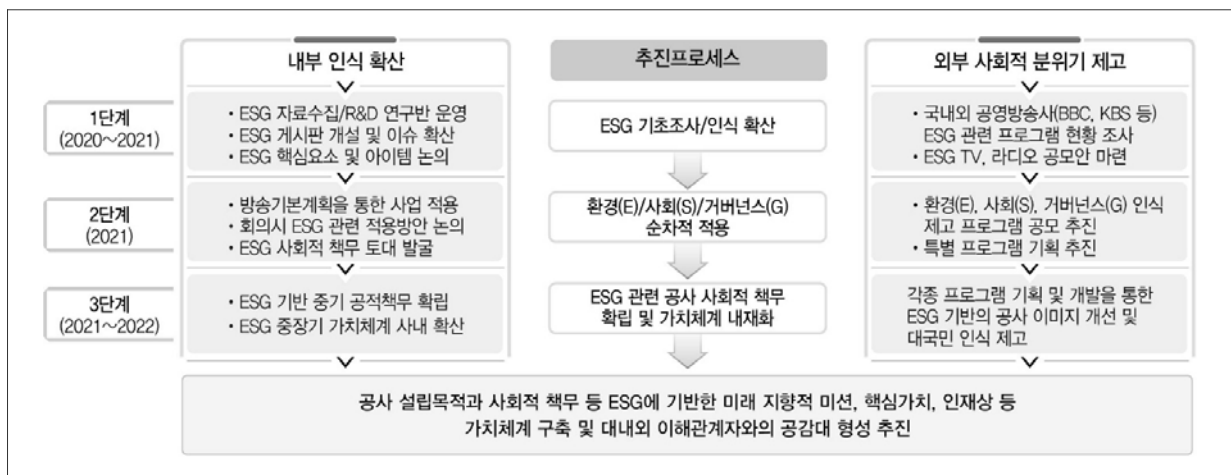 내부 인식 확산
추진프로세스
외부 사회적 분위기 제고
1단계
(2020~2021)
• ESG 자료수집/R&D 연구반 운영
• ESG 게시판 개설 및 이슈 확산
• ESG 핵심요소 및 아이템 논의
ESG 기초조사/인식 확산
• 국내외 공영방송사(BBC, KBS 등)
ESG 관련 프로그램 현황 조사
• ESG TV, 라디오 공모안 마련
2단계
(2021)
• 방송기본계획을 통한 사업 적용
• 회의시 ESG 관련 적용방안 논의
• ESG 사회적 책무 토대 발굴
환경(E)/사회(S)/거버넌스(G)
순차적 적용
• 환경(E), 사회(S), 거버넌스(G) 인식
제고 프로그램 공모 추진
• 특별 프로그램 기획 추진
3단계
(2021~2022)
• ESG 기반 중기 공적책무 확립
• ESG 중장기 가치체계 사내 확산
ESG 관련 공사 사회적 책무
확립 및 가치체계 내재화
각종 프로그램 기획 및 개발을 통한
ESG 기반의 공사 이미지 개선 및
대국민 인식 제고
공사 설립목적과 사회적 책무 등 ESG에 기반한 미래 지향적 미션, 핵심가치, 인재상 등
가치체계 구축 및 대내외 이해관계자와의 공감대 형성 추진